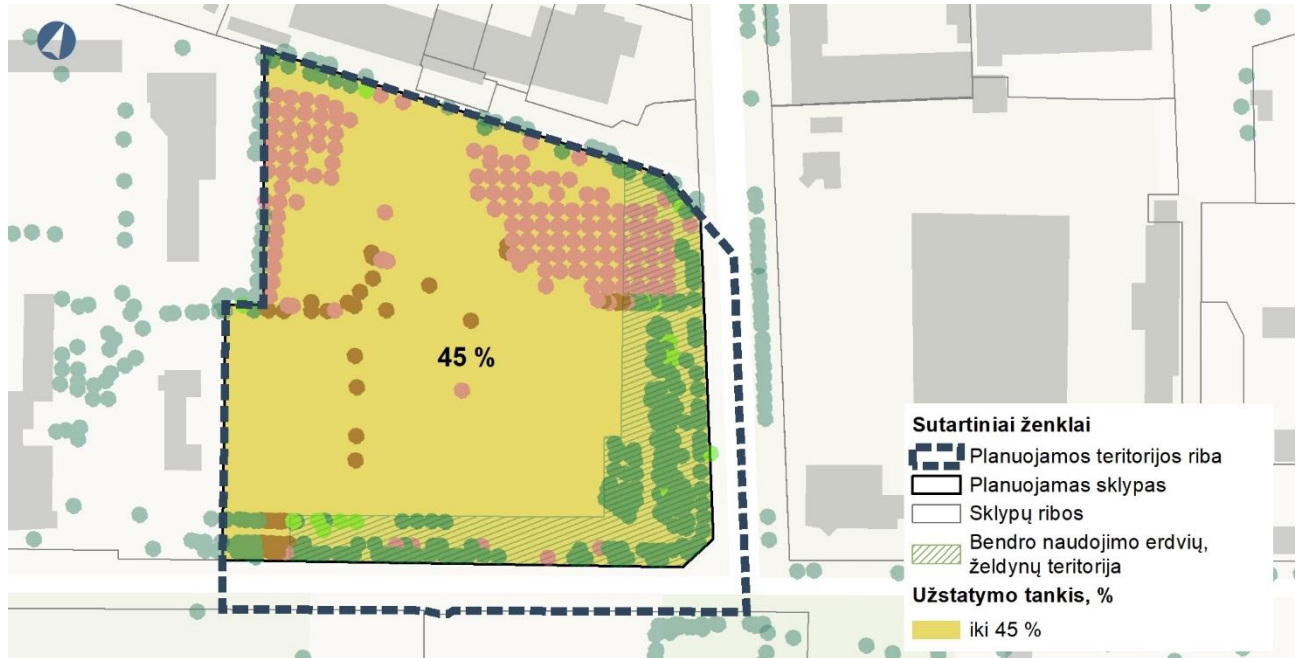 45 %
Sutartiniai ženklai
Planuojamos teritorijos riba
Planuojamas sklypas
Sklypų ribos
Bendro naudojimo erdvių,
želdynų teritorija
Užstatymo tankis, %
iki 45 %